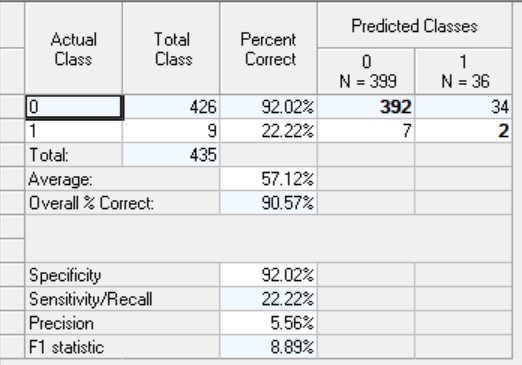 Actual Class Total Class Percent Correct Predicted Classes
0 N = 399 1 N = 36
0 426 92.02% 392 34
1 9 22.22% 7 2
Total: 435
Average: 57.12%
Overall % Correct: 90.57%
Specificity 92.02%
Sensitivity/Recall 22.22%
Precision 5.56%
F1 statistic 8.89%